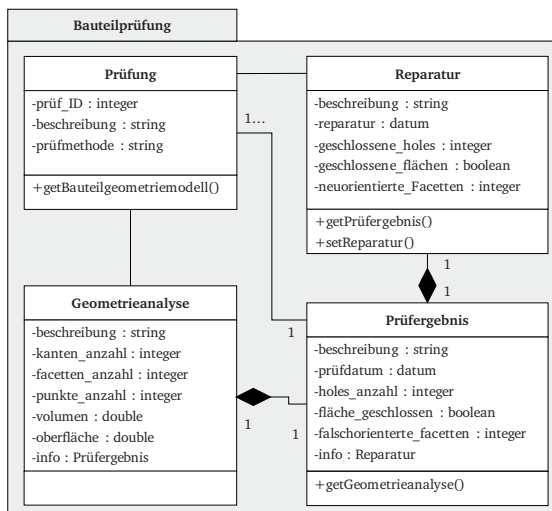 Bauteilprüfung
Prüfung
-prüf_ID : integer
-beschreibung : string
-prüfmethode : string
+getBauteilgeometriemodell()
1...
Reparatur
-beschreibung : string
-reparatur : datum
-geschlossene_holes : integer
-geschlossene_flächen : boolean
-neuorientierte_Facetten : integer
+getPrüfergebnis()
+setReparatur()
1
1
Geometrieanalyse
-beschreibung : string
-kanten_anzahl : integer
-facetten_anzahl : integer
-punkte_anzahl : integer
-volumen : double
-oberfläche : double
-info : Prüfergebnis
1
1
1
Prüfergebnis
-beschreibung : string
-prüfdatum : datum
-holes_anzahl : integer
-fläche_geschlossen : boolean
-falschorienterte_facetten : integer
-info : Reparatur
+getGeometrieanalyse()